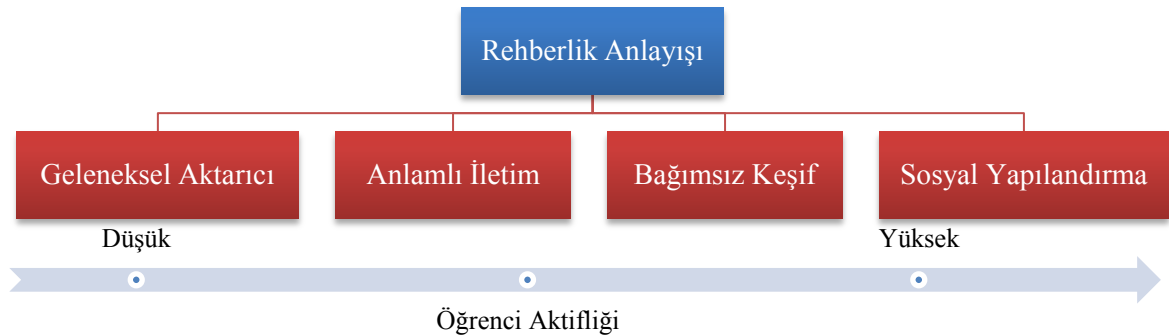 Rehberlik Anlayışı
Geleneksel Aktarıcı
Anlamlı İletim
Bağımsız Keşif
Sosyal Yapılandırma
Düşük
Yüksek
Öğrenci Aktifliği